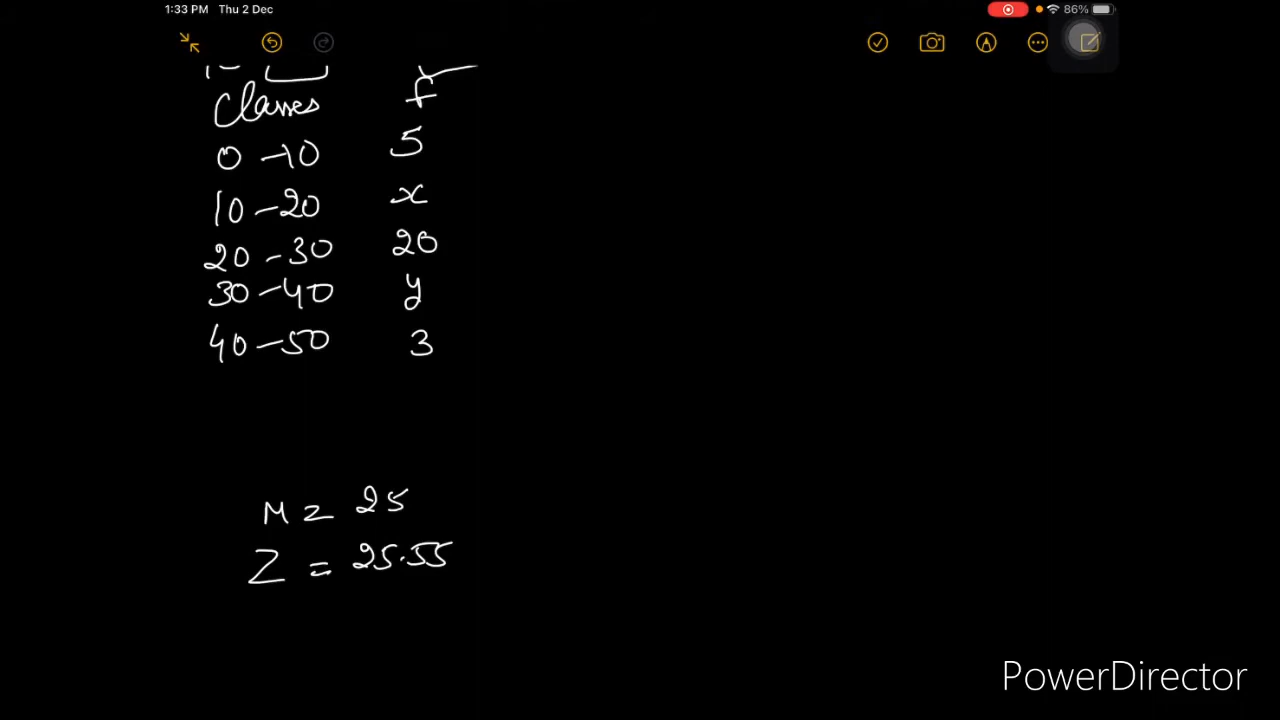 1:33 PM Thu 2 Dec 86%
Classes f
0-10 5
10-20 x
20-30 20
30-40 y
40-50 3
M = 25
Z = 25.55
PowerDirector